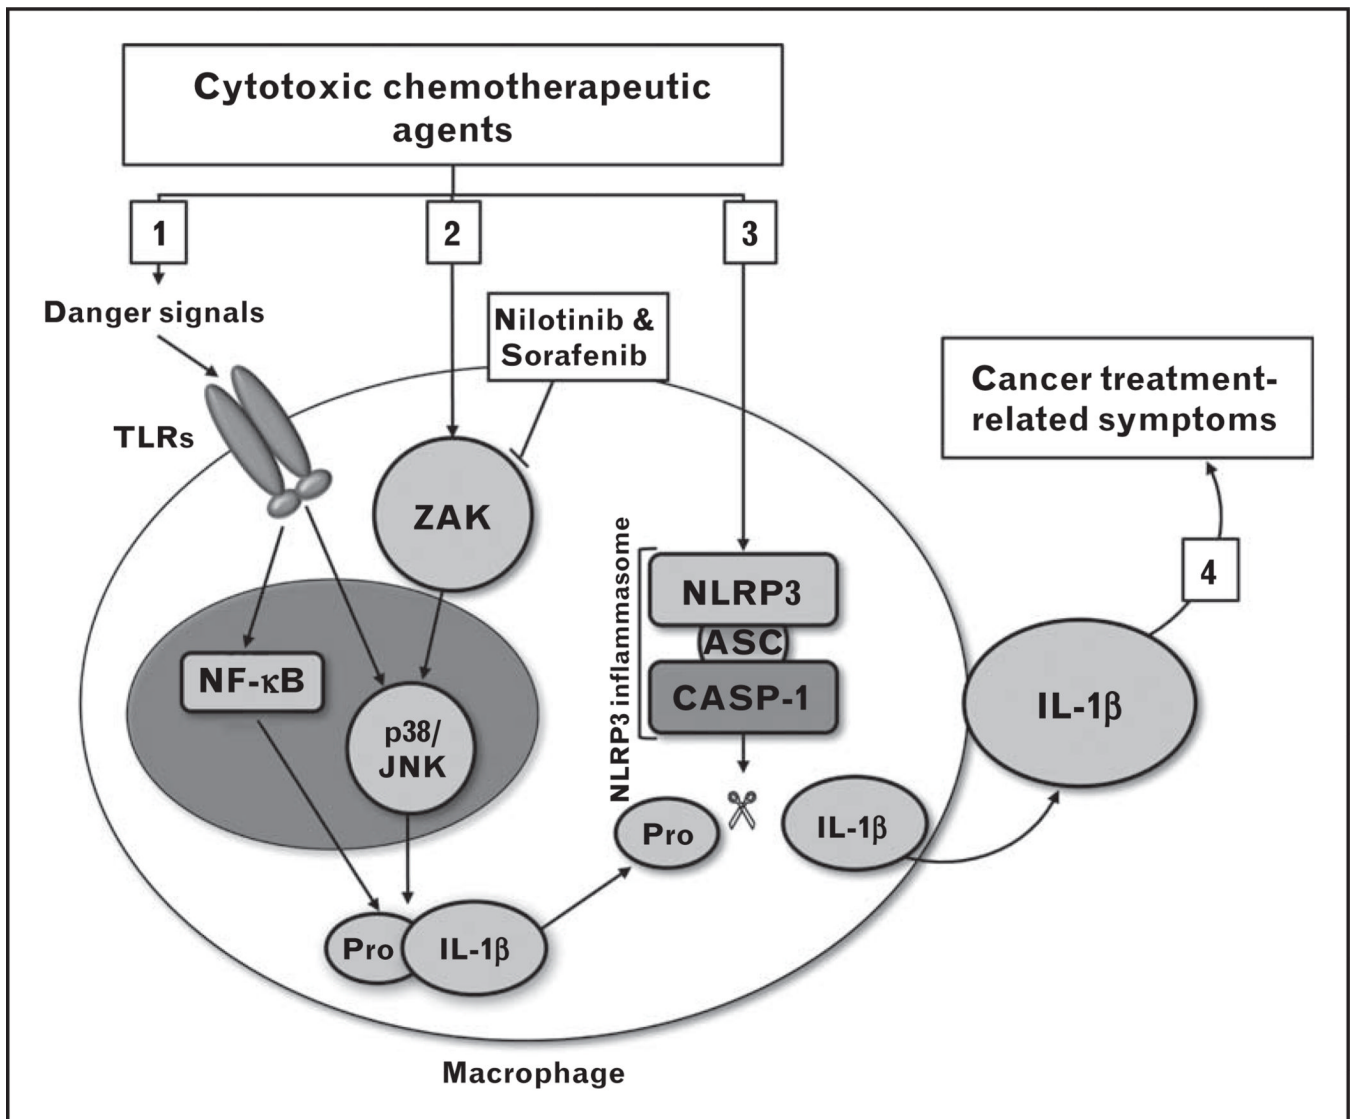 Cytotoxic chemotherapeutic
agents
1
2
3
Danger signals
Nilotinib &
Sorafenib
TLRs
ZAK
Cancer treatment-
related symptoms
4
NLRP3 inflammasome
NLRP3
ASC
CASP-1
NF-κB
p38/
JNK
IL-1β
Pro
IL-1β
Pro
IL-1β
Macrophage